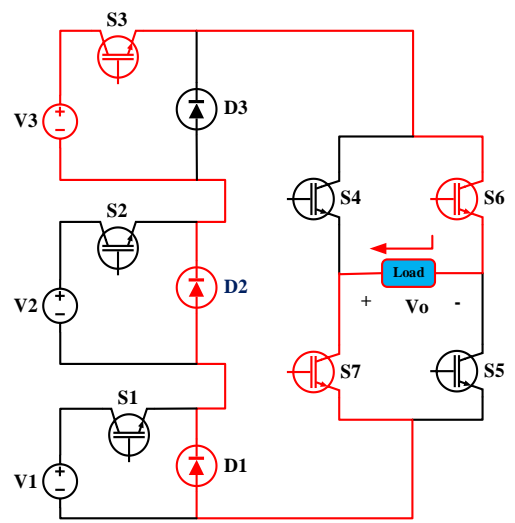 S3
V3
+
−
D3
S2
S4
S6
V2
+
−
D2
Load
+ Vo -
S1
S7
S5
V1
+
−
D1